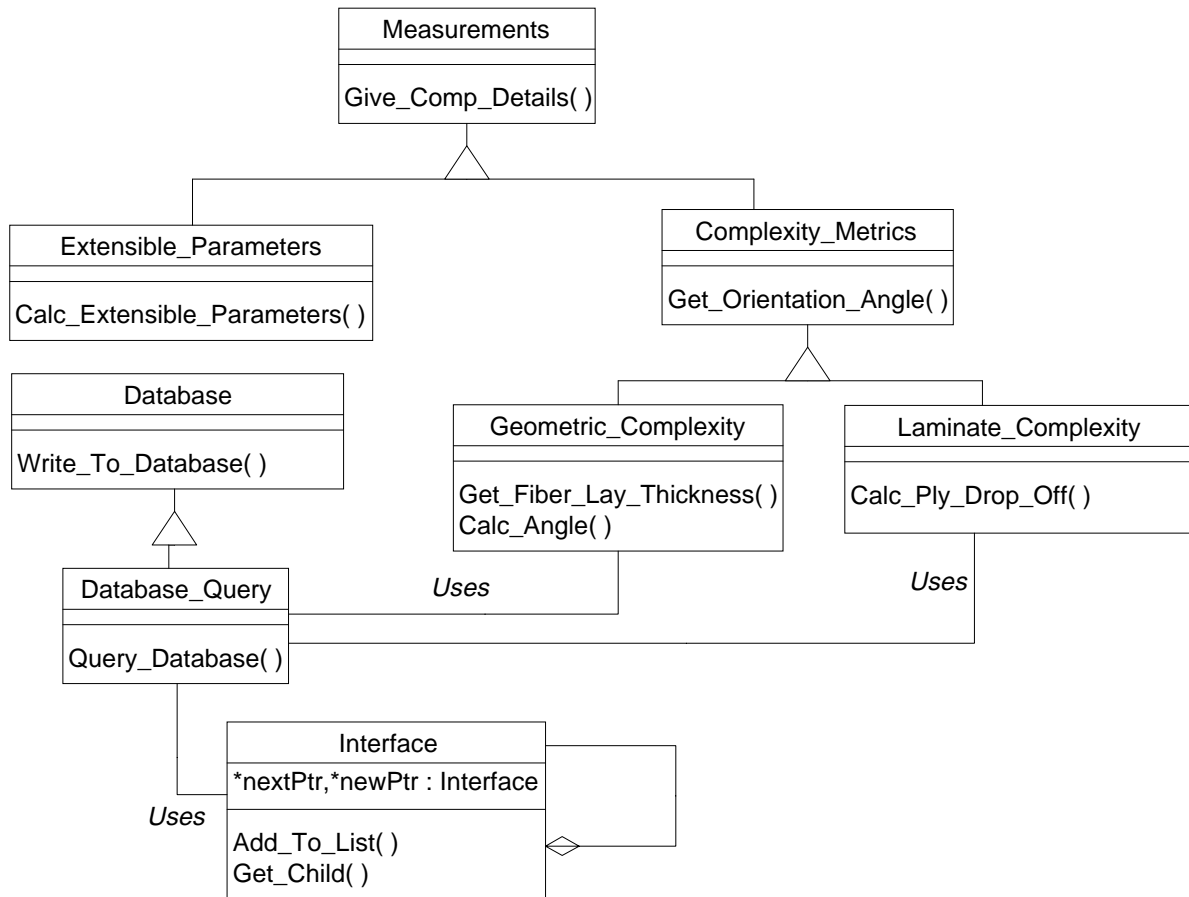 Measurements
Give_Comp_Details( )
Extensible_Parameters
Calc_Extensible_Parameters( )
Complexity_Metrics
Get_Orientation_Angle( )
Database
Write_To_Database( )
Geometric_Complexity
Get_Fiber_Lay_Thickness( )
Calc_Angle( )
Laminate_Complexity
Calc_Ply_Drop_Off( )
Database_Query
Query_Database( )
Uses
Uses
Interface
*nextPtr,*newPtr : Interface
Add_To_List( )
Get_Child( )
Uses